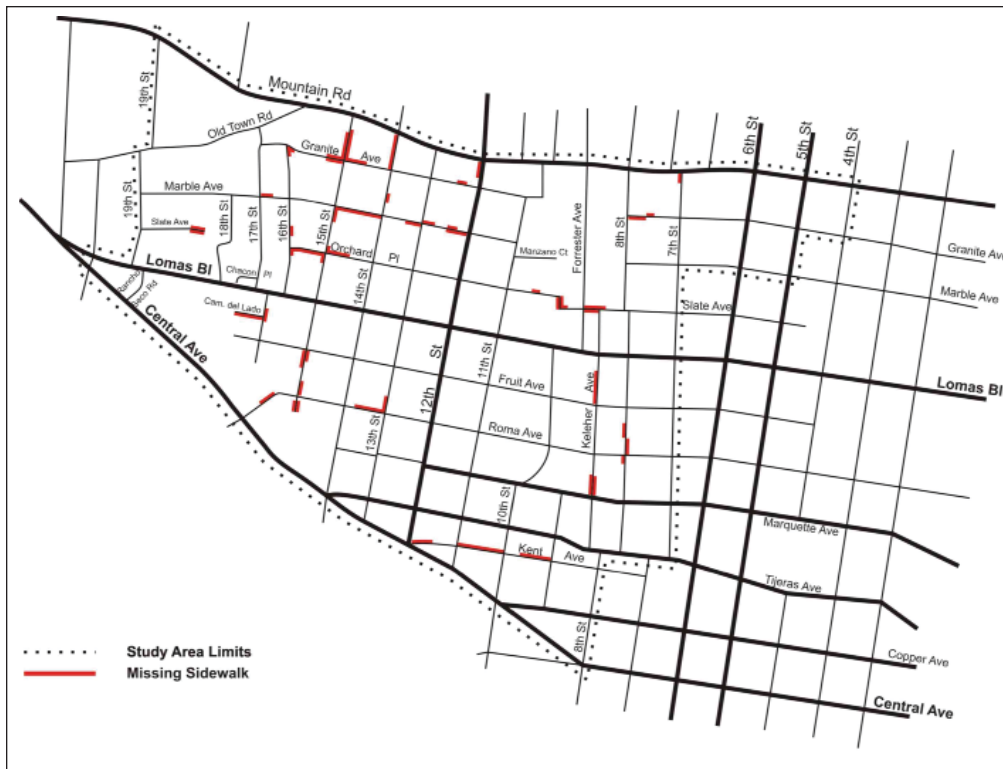 Mountain Rd
19th St
Old Town Rd
Granite Ave
6th St
5th St
4th St
Marble Ave
19th St
Slate Ave
18th St
17th St
16th St
15th St
Orchard Pl
14th St
Manzano Ct
Forrester Ave
8th St
7th St
Granite Ave
Marble Ave
Slate Ave
Lomas Bl
Chacon Pl
Rancho Seco Rd
Cam. del Lado
Central Ave
12th St
11th St
Fruit Ave
Keleher Ave
Lomas Bl
13th St
Roma Ave
10th St
Marquette Ave
Kent Ave
Tijeras Ave
8th St
Copper Ave
Central Ave
Study Area Limits
Missing Sidewalk